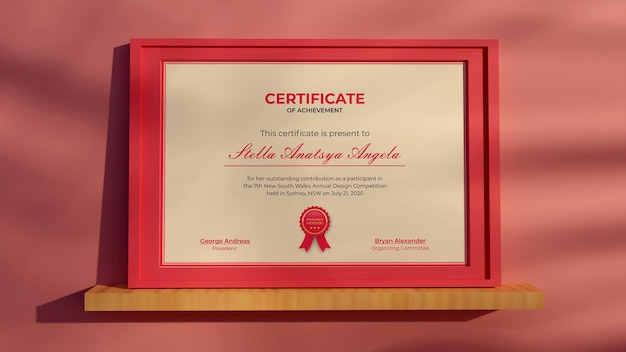 CERTIFICATE
OF ACHIEVEMENT
This certificate is present to
Stella Anatsya Angela
for her outstanding contribution as a participant in
the 7th New South Wales Annual Design Competition
held in Sydney, NSW on July 21, 2020
George Andreas
President
Bryan Alexander
Organizing Committee